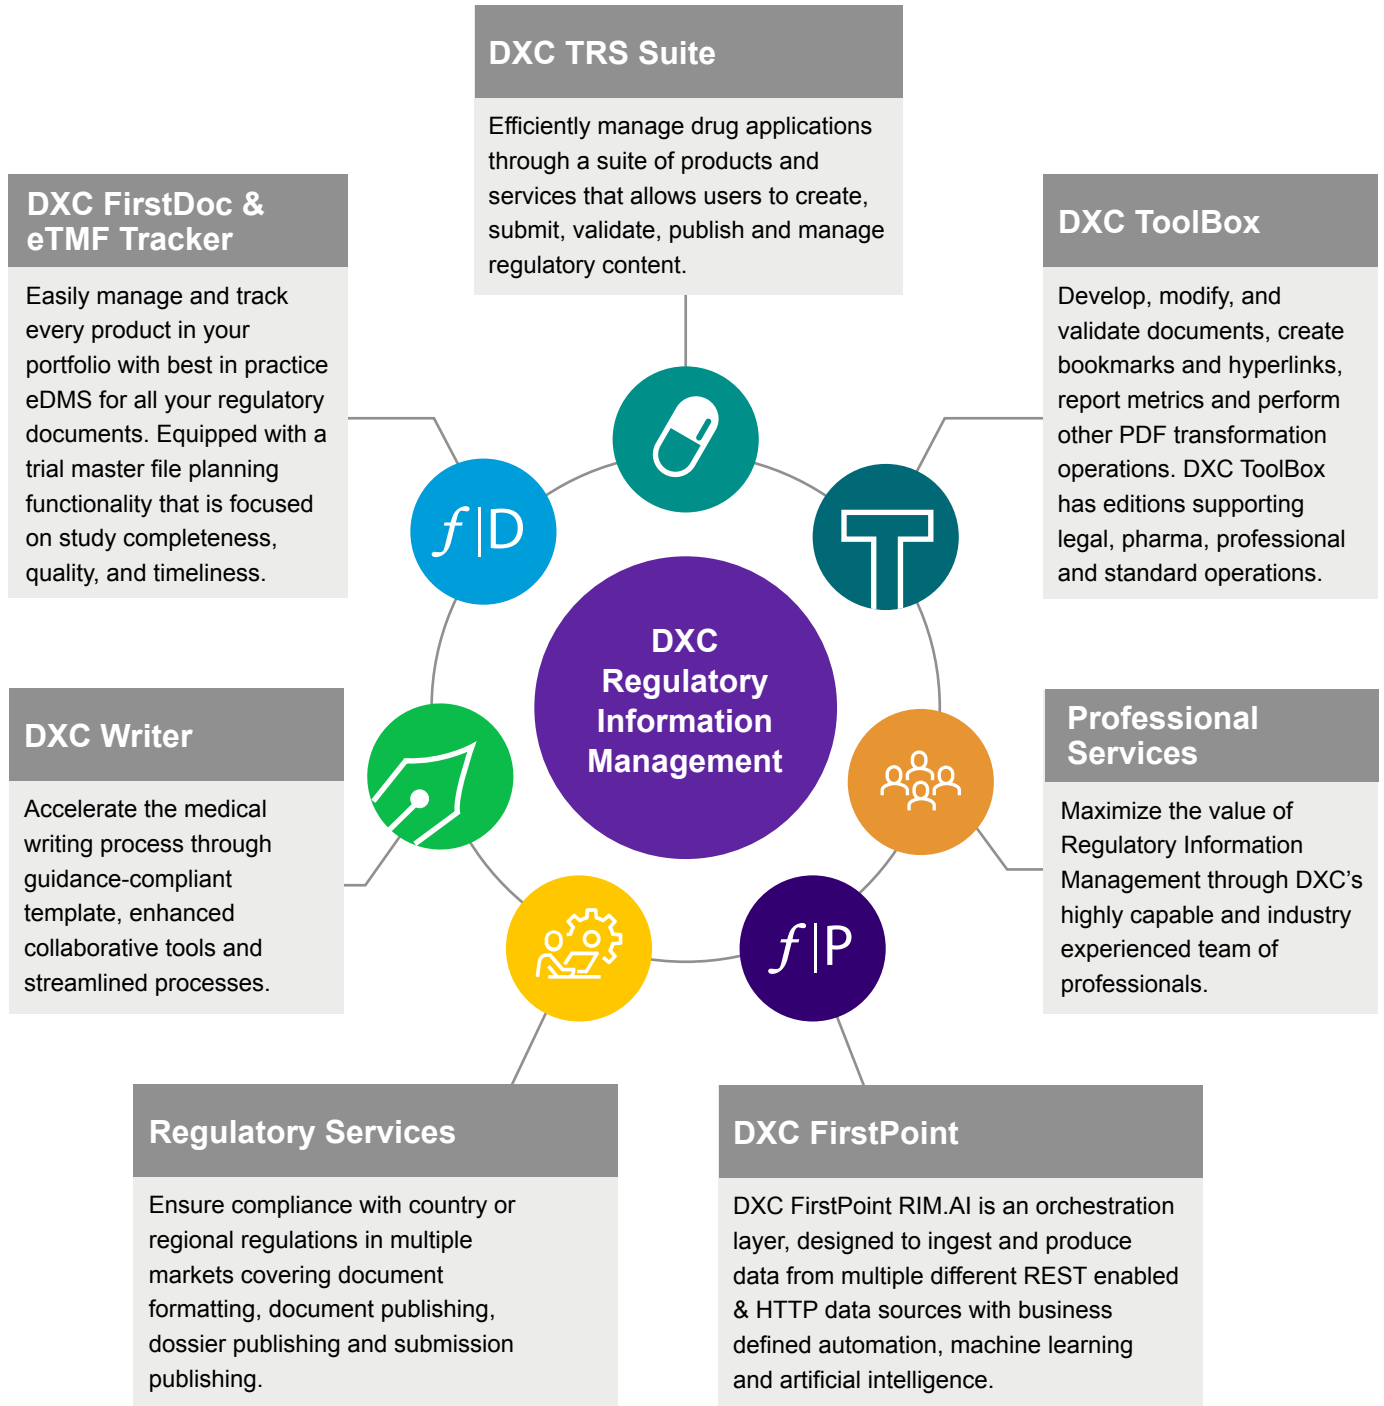 DXC TRS Suite
Efficiently manage drug applications
through a suite of products and
services that allows users to create,
submit, validate, publish and manage
regulatory content.
DXC FirstDoc &
eTMF Tracker
Easily manage and track
every product in your
portfolio with best in practice
eDMS for all your regulatory
documents. Equipped with a
trial master file planning
functionality that is focused
on study completeness,
quality, and timeliness.
DXC ToolBox
Develop, modify, and
validate documents, create
bookmarks and hyperlinks,
report metrics and perform
other PDF transformation
operations. DXC ToolBox
has editions supporting
legal, pharma, professional
and standard operations.
f|D
T
DXC
Regulatory
Information
Management
DXC Writer
Accelerate the medical
writing process through
guidance-compliant
template, enhanced
collaborative tools and
streamlined processes.
Professional
Services
Maximize the value of
Regulatory Information
Management through DXC’s
highly capable and industry
experienced team of
professionals.
f|P
Regulatory Services
Ensure compliance with country or
regional regulations in multiple
markets covering document
formatting, document publishing,
dossier publishing and submission
publishing.
DXC FirstPoint
DXC FirstPoint RIM.AI is an orchestration
layer, designed to ingest and produce
data from multiple different REST enabled
& HTTP data sources with business
defined automation, machine learning
and artificial intelligence.